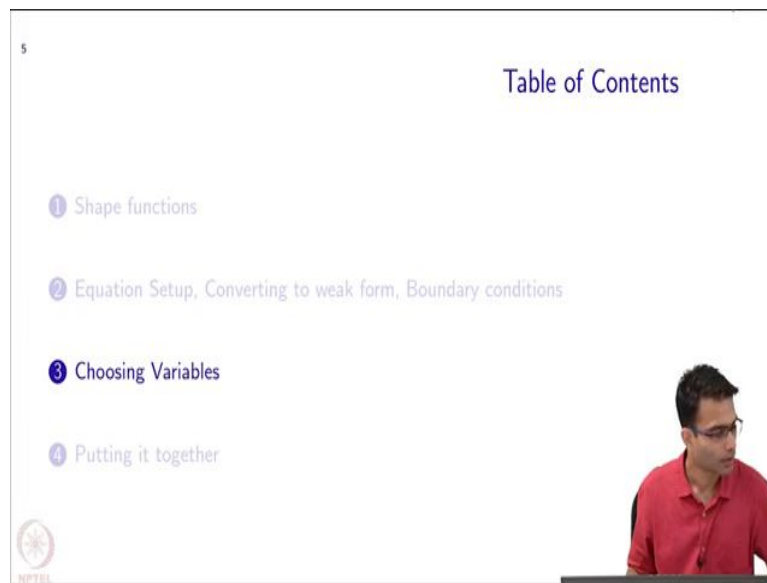 5
Table of Contents
1 Shape functions
2 Equation Setup, Converting to weak form, Boundary conditions
3 Choosing Variables
4 Putting it together
NPTEL